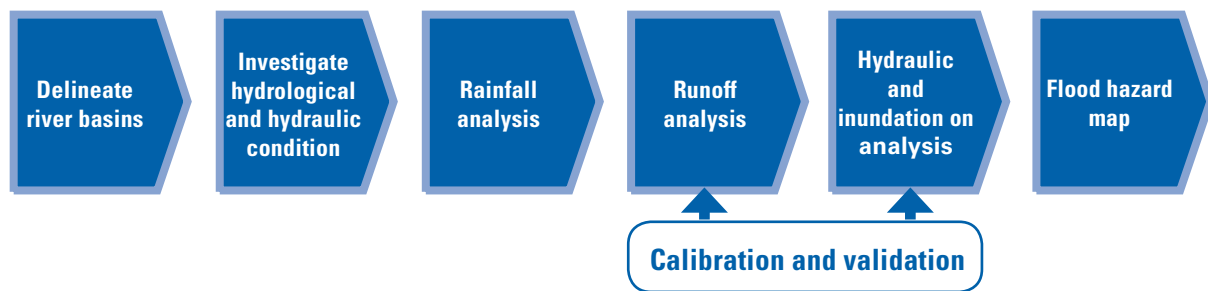 Delineate
river basins
Investigate
hydrological
and hydraulic
condition
Rainfall
analysis
Runoff
analysis
Hydraulic
and
inundation on
analysis
Flood hazard
map
Calibration and validation